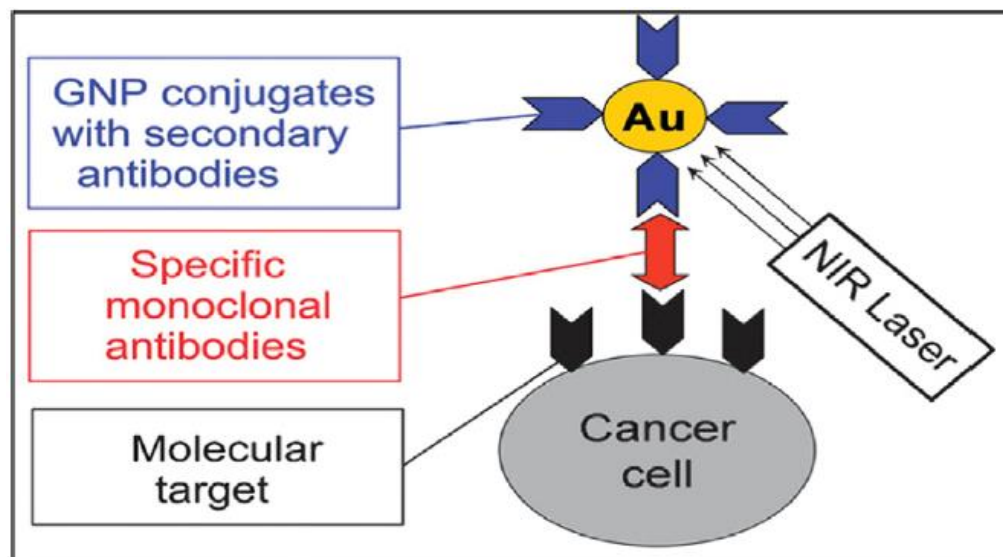 GNP conjugates
with secondary
antibodies
Au
Specific
monoclonal
antibodies
NIR Laser
Molecular
target
Cancer
cell